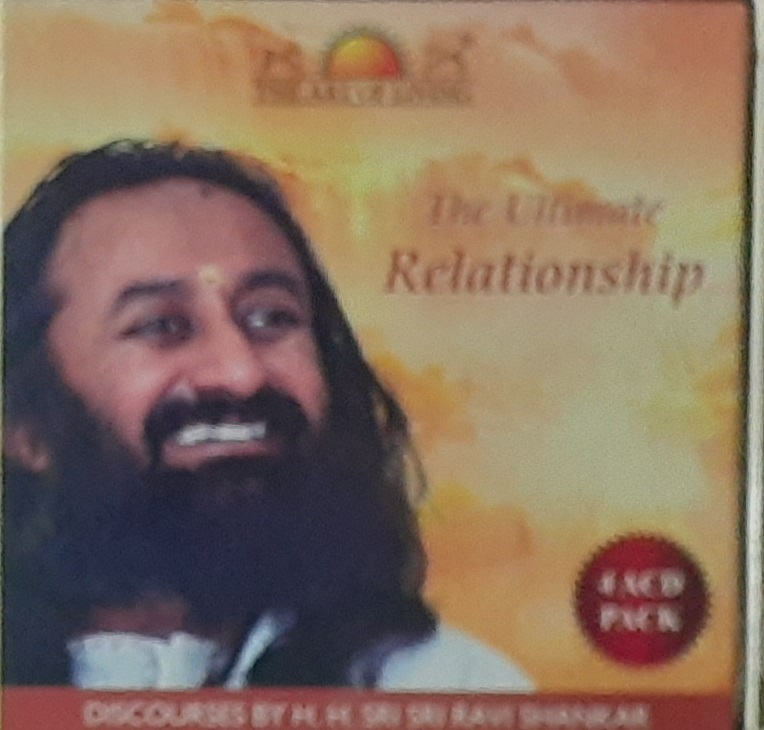 THE ART OF LIVING
The Ultimate
Relationship
4 ACD
PACK
DISCOURSES BY H. H. SRI SRI RAVI SHANKAR